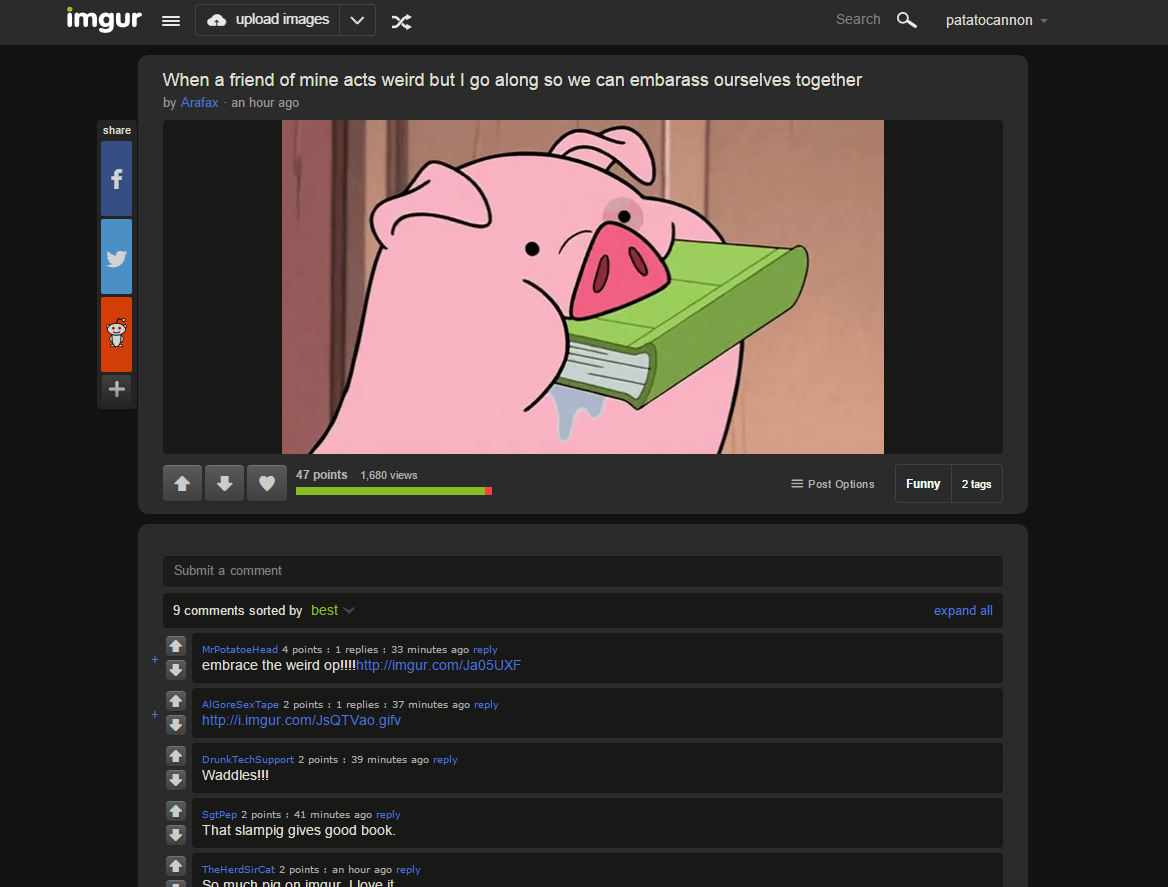 imgur
upload images
Search
patatocannon
When a friend of mine acts weird but I go along so we can embarass ourselves together
by Arafax · an hour ago
share
47 points 1,680 views
Post Options
Funny
2 tags
Submit a comment
9 comments sorted by best
expand all
MrPotatoeHead 4 points : 1 replies : 33 minutes ago reply
embrace the weird op!!!!http://imgur.com/Ja05UXF
AlGoreSexTape 2 points : 1 replies : 37 minutes ago reply
http://i.imgur.com/JsQTVao.gifv
DrunkTechSupport 2 points : 39 minutes ago reply
Waddles!!!
SgtPep 2 points : 41 minutes ago reply
That slampig gives good book.
TheHerdSirCat 2 points : an hour ago reply
So much pig on imgur. I love it